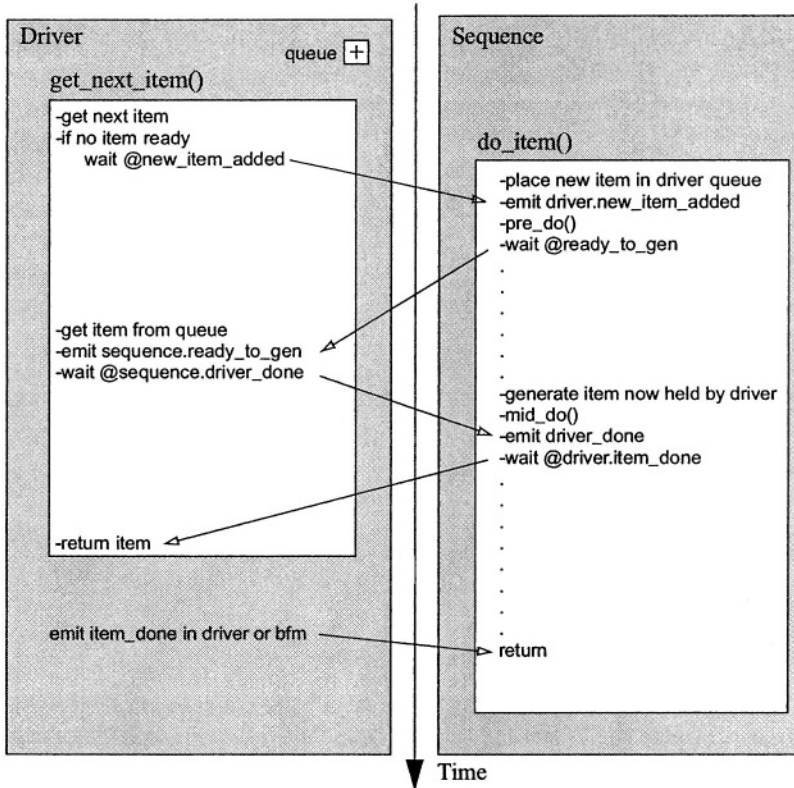 Driver
queue +
get_next_item()
-get next item
-if no item ready
wait @new_item_added
-get item from queue
-emit sequence.ready_to_gen
-wait @sequence.driver_done
-return item
emit item_done in driver or bfm
Sequence
do_item()
-place new item in driver queue
-emit driver.new_item_added
-pre_do()
-wait @ready_to_gen
.
.
.
.
.
.
-generate item now held by driver
-mid_do()
-emit driver_done
-wait @driver.item_done
.
.
.
.
.
.
.
.
return
Time